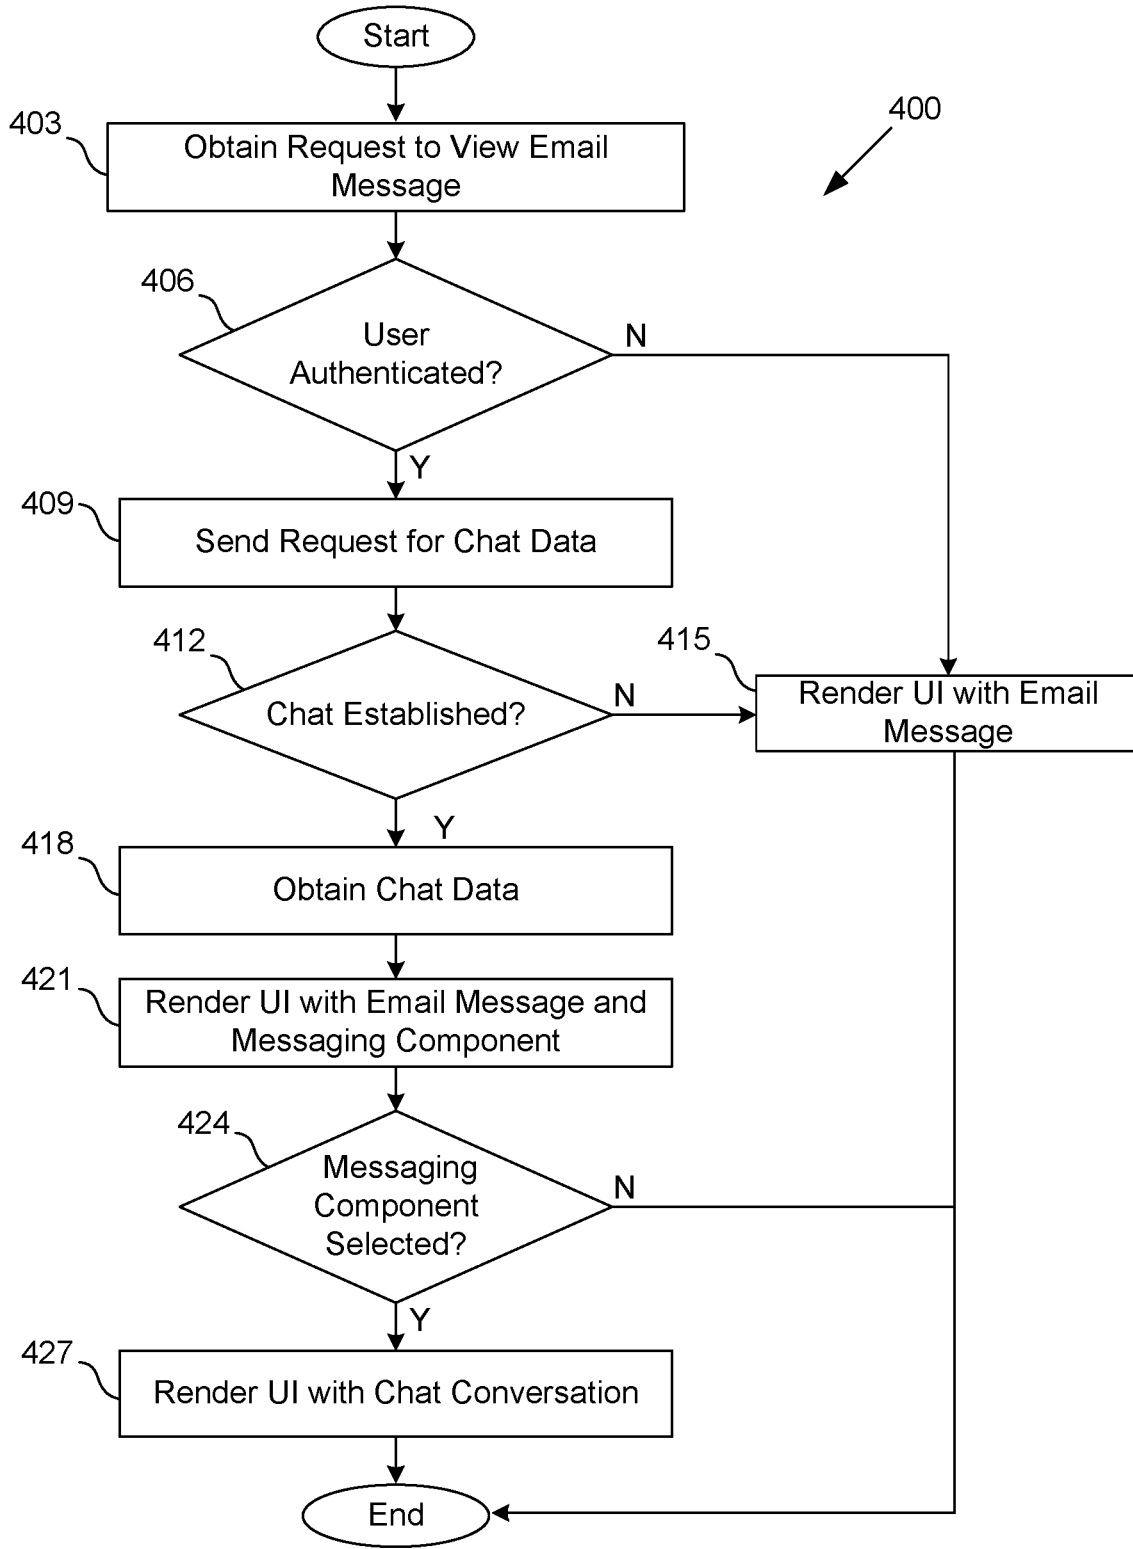 Start
400
403
Obtain Request to View Email
Message
406
User
Authenticated?
N
Y
409
Send Request for Chat Data
412
Chat Established?
N
415
Render UI with Email
Message
Y
418
Obtain Chat Data
421
Render UI with Email Message and
Messaging Component
424
Messaging
Component
Selected?
N
Y
427
Render UI with Chat Conversation
End